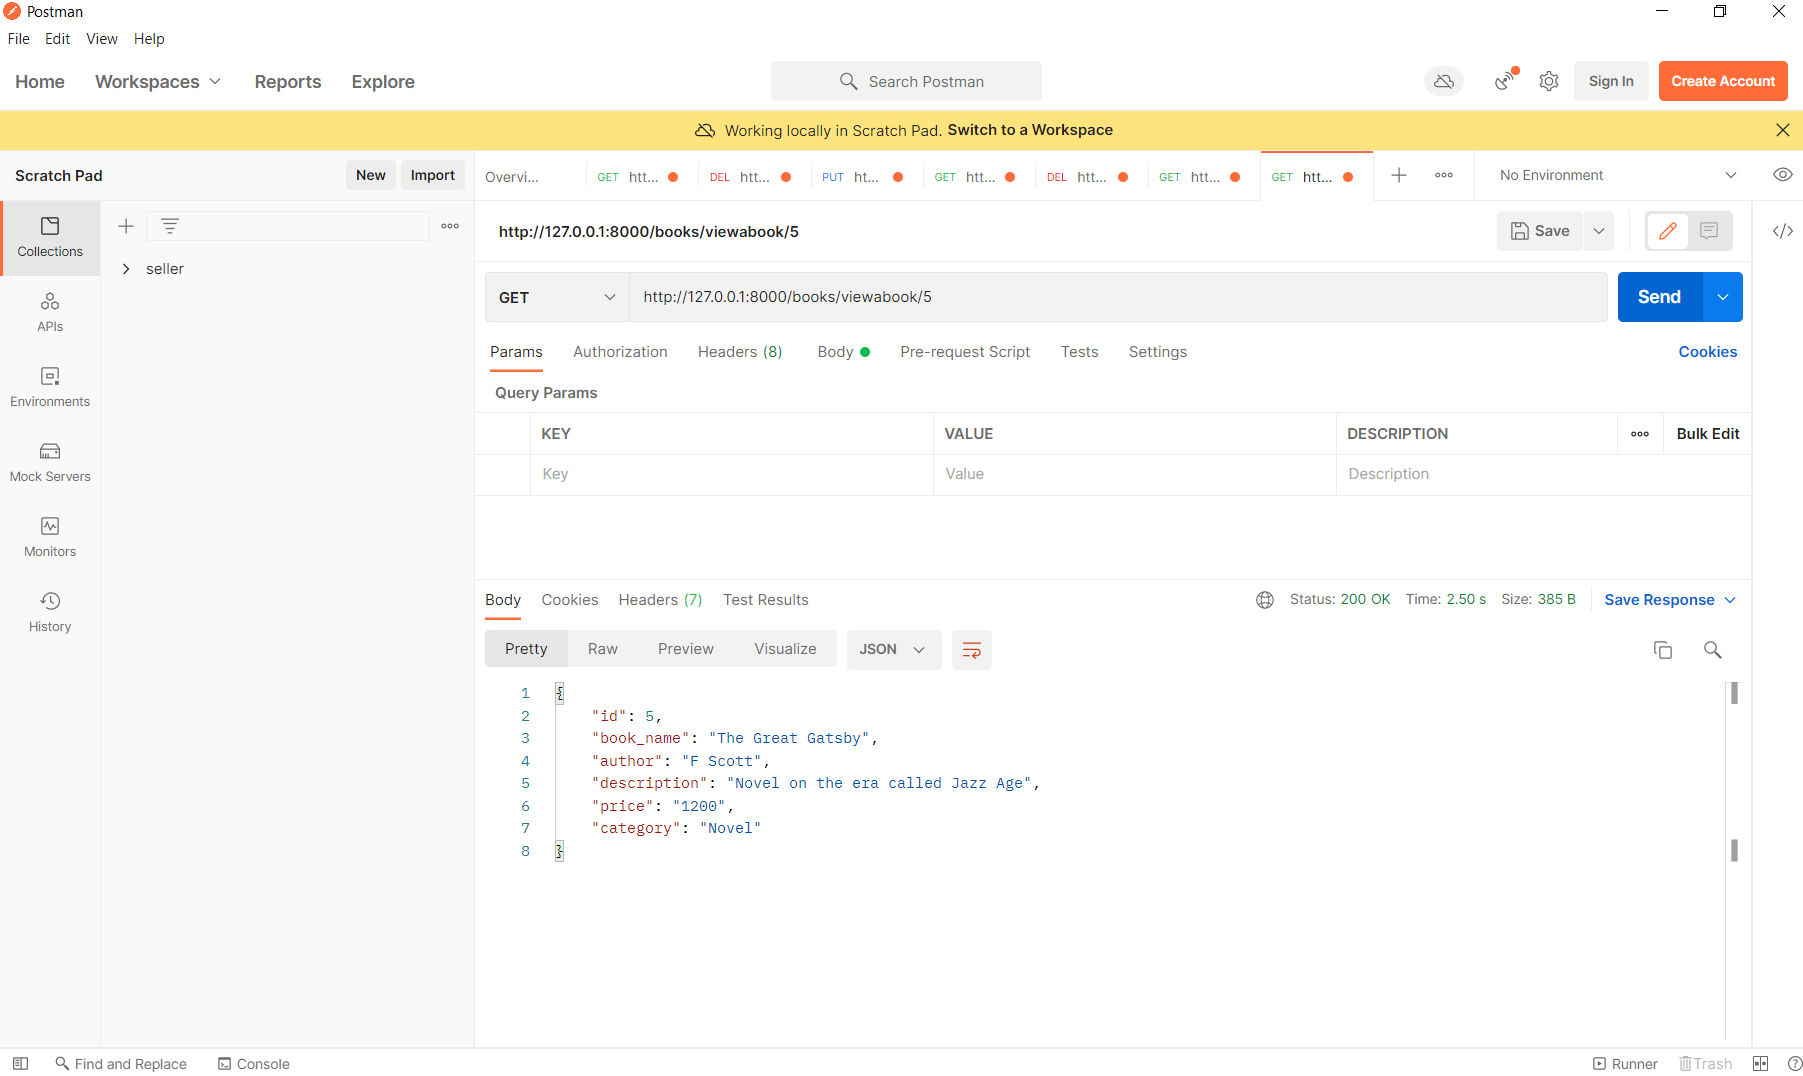 Postman
File Edit View Help
Home Workspaces Reports Explore Search Postman Sign In Create Account
Working locally in Scratch Pad. Switch to a Workspace
Scratch Pad New Import Overvi... GET htt... DEL htt... PUT ht... GET htt... DEL htt... GET htt... GET htt... No Environment
Collections
APIs
Environments
Mock Servers
Monitors
History
seller
http://127.0.0.1:8000/books/viewabook/5 Save
GET http://127.0.0.1:8000/books/viewabook/5 Send
Params Authorization Headers (8) Body Pre-request Script Tests Settings Cookies
Query Params
KEY VALUE DESCRIPTION Bulk Edit
Key Value Description
Body Cookies Headers (7) Test Results Status: 200 OK Time: 2.50 s Size: 385 B Save Response
Pretty Raw Preview Visualize JSON
1 {
2 "id": 5,
3 "book_name": "The Great Gatsby",
4 "author": "F Scott",
5 "description": "Novel on the era called Jazz Age",
6 "price": "1200",
7 "category": "Novel"
8 }
Find and Replace Console Runner Trash